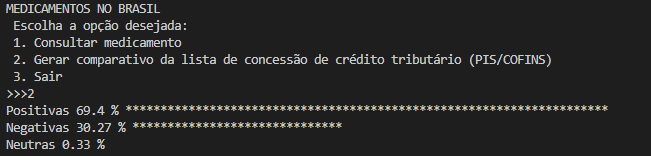 MEDICAMENTOS NO BRASIL
Escolha a opção desejada:
1. Consultar medicamento
2. Gerar comparativo da lista de concessão de crédito tributário (PIS/COFINS)
3. Sair
>>>2
Positivas 69.4 % *********************************************************************
Negativas 30.27 % ******************************
Neutras 0.33 %